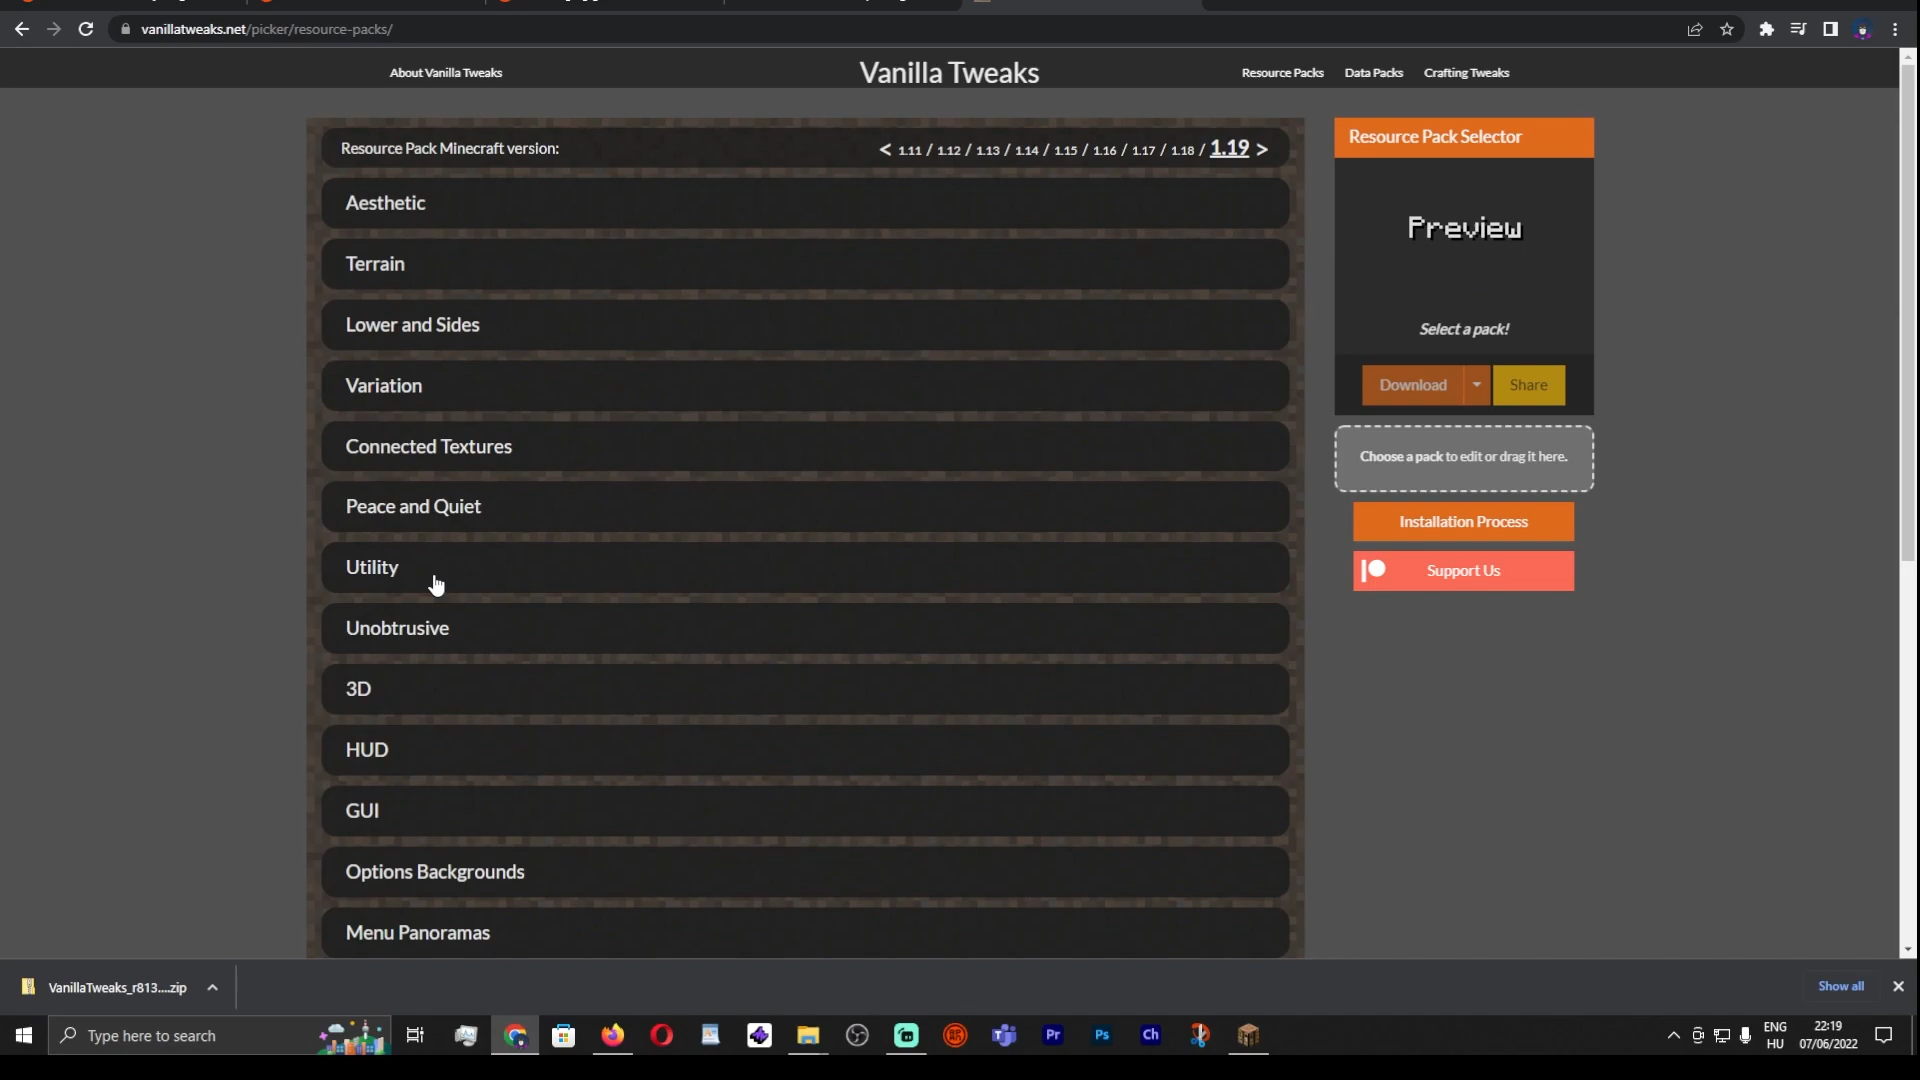 vanillatweaks.net/picker/resource-packs/
About Vanilla Tweaks
Vanilla Tweaks
Resource Packs
Data Packs
Crafting Tweaks
Resource Pack Minecraft version:
< 1.11 / 1.12 / 1.13 / 1.14 / 1.15 / 1.16 / 1.17 / 1.18 / 1.19 >
Aesthetic
Terrain
Lower and Sides
Variation
Connected Textures
Peace and Quiet
Utility
Unobtrusive
3D
HUD
GUI
Options Backgrounds
Menu Panoramas
Resource Pack Selector
Preview
Select a pack!
Download
Share
Choose a pack to edit or drag it here.
Installation Process
Support Us
VanillaTweaks_r813....zip
Show all
Type here to search
Pr
Ps
Ch
ENG
HU
22:19
07/06/2022